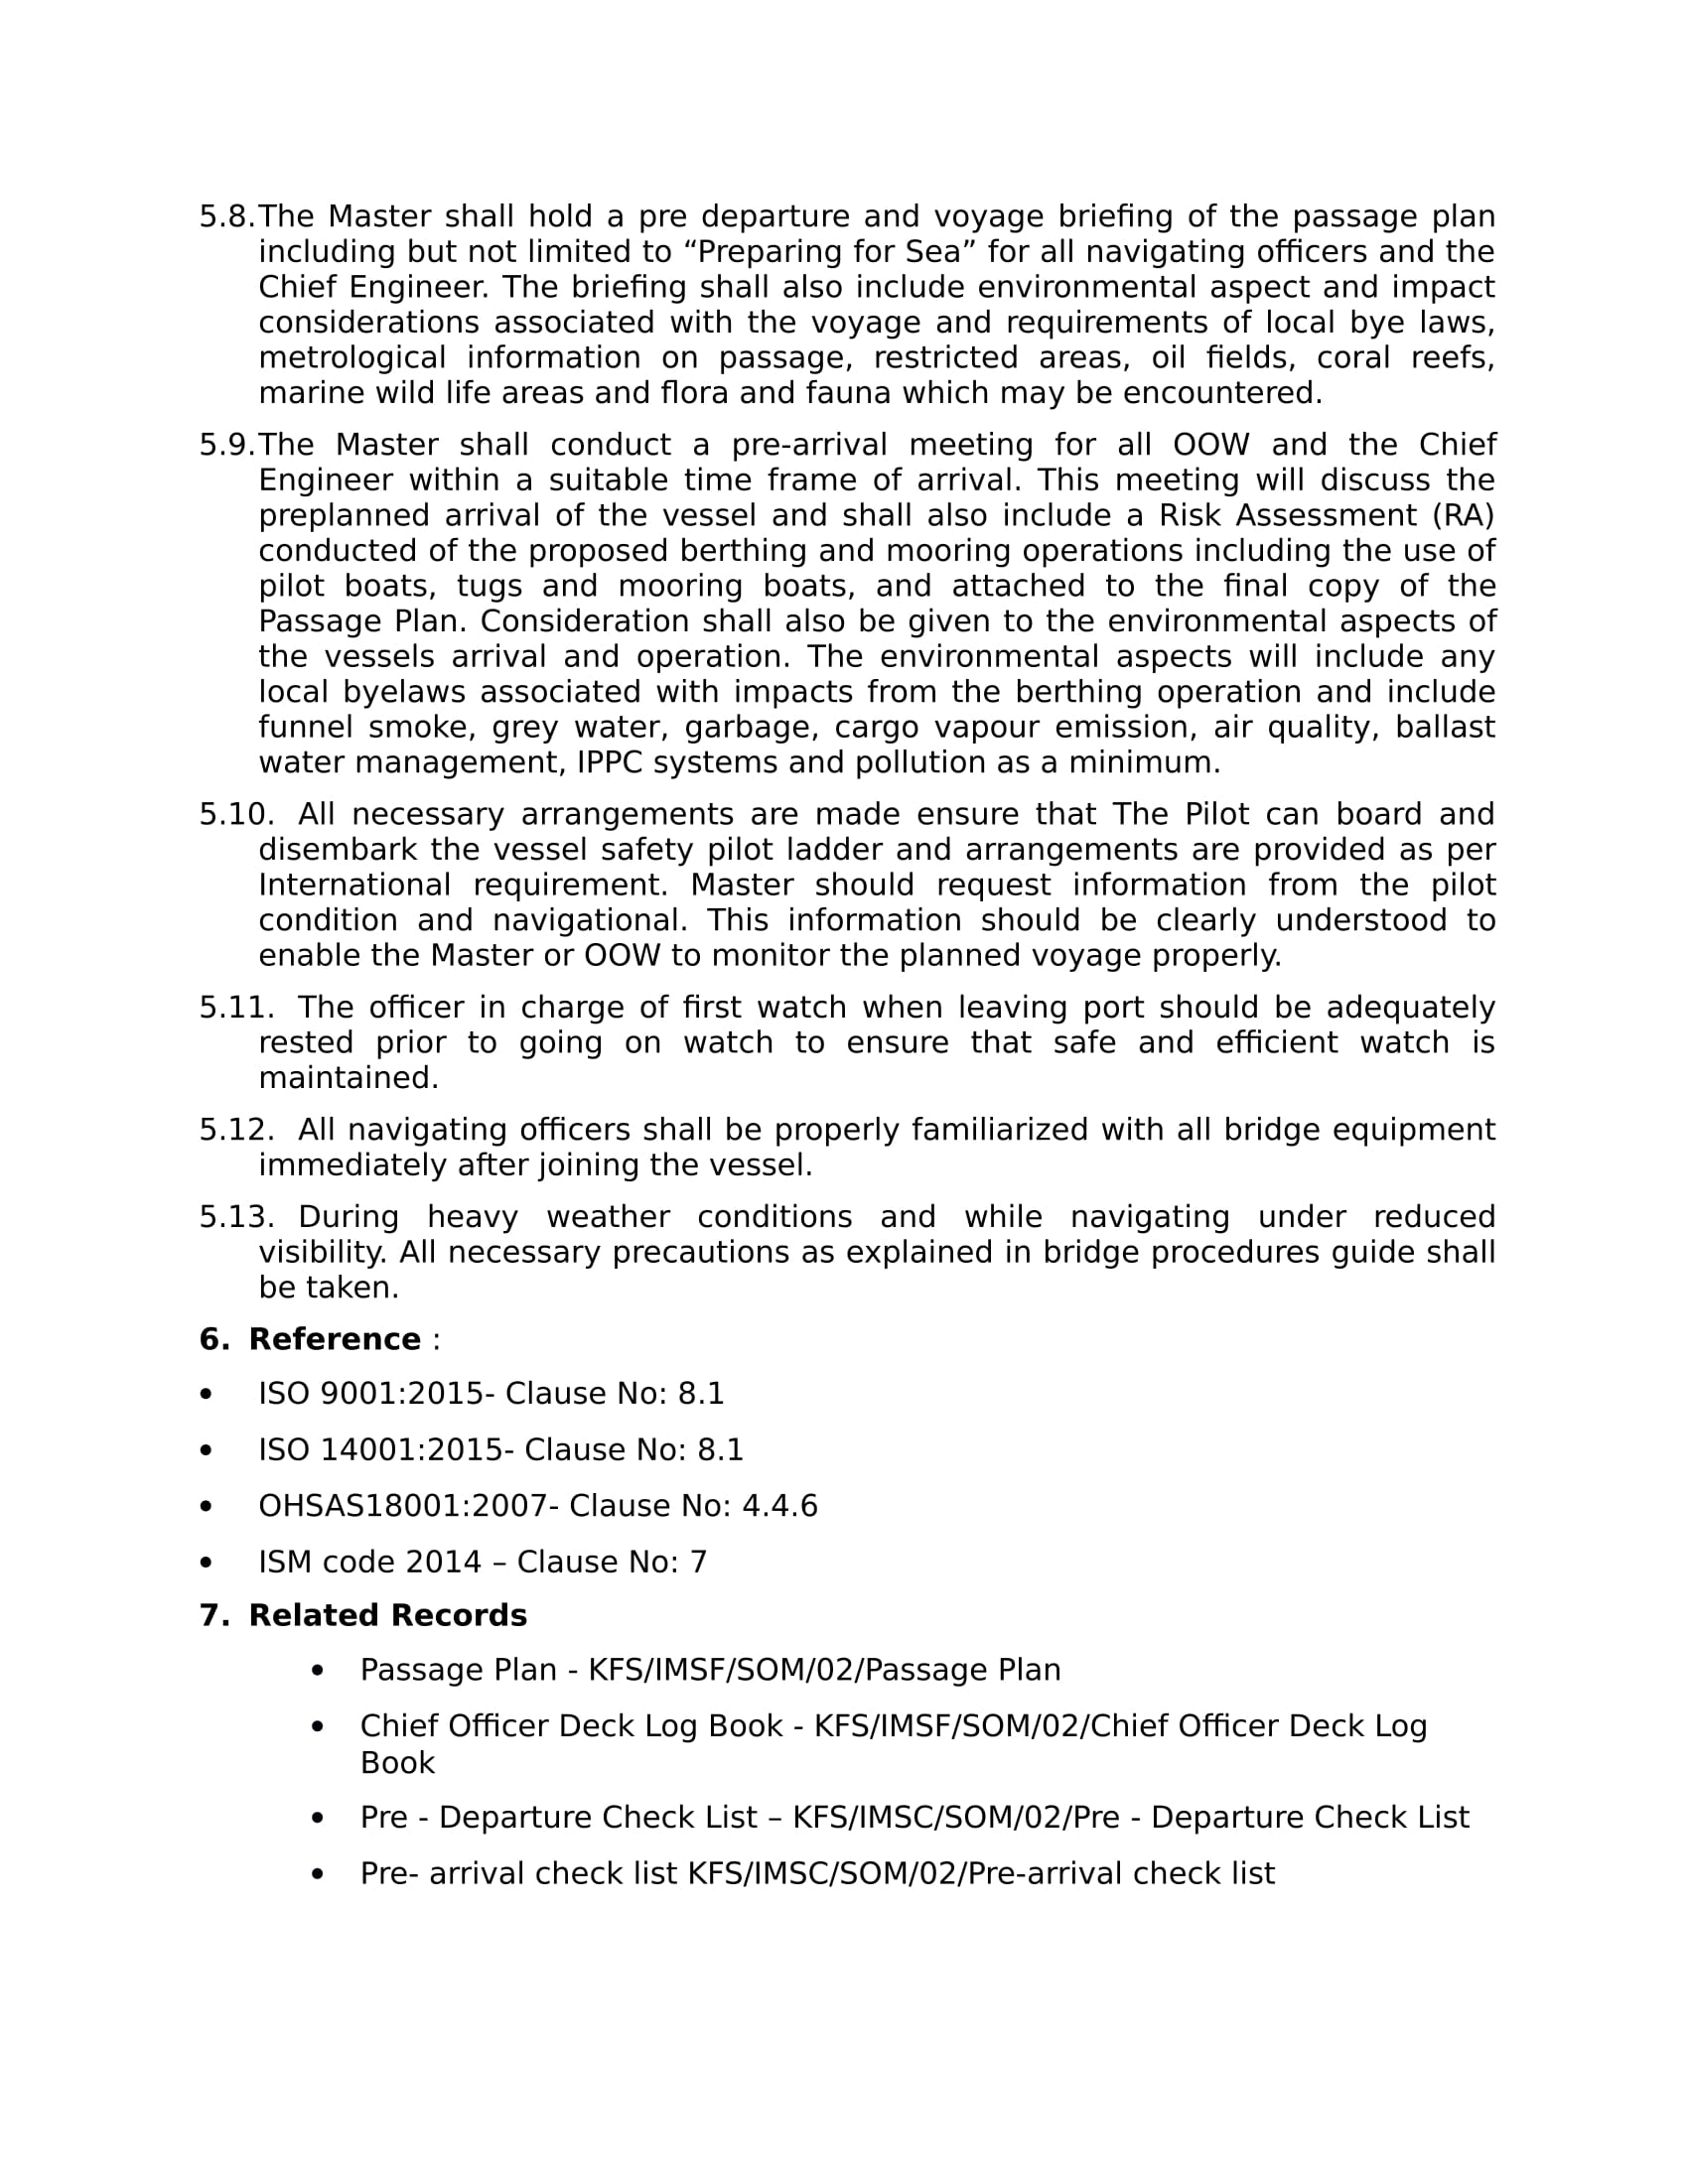 5.8.The Master shall hold a pre departure and voyage briefing of the passage plan
including but not limited to “Preparing for Sea” for all navigating officers and the
Chief Engineer. The briefing shall also include environmental aspect and impact
considerations associated with the voyage and requirements of local bye laws,
metrological information on passage, restricted areas, oil fields, coral reefs,
marine wild life areas and flora and fauna which may be encountered.
5.9.The Master shall conduct a pre-arrival meeting for all OOW and the Chief
Engineer within a suitable time frame of arrival. This meeting will discuss the
preplanned arrival of the vessel and shall also include a Risk Assessment (RA)
conducted of the proposed berthing and mooring operations including the use of
pilot boats, tugs and mooring boats, and attached to the final copy of the
Passage Plan. Consideration shall also be given to the environmental aspects of
the vessels arrival and operation. The environmental aspects will include any
local byelaws associated with impacts from the berthing operation and include
funnel smoke, grey water, garbage, cargo vapour emission, air quality, ballast
water management, IPPC systems and pollution as a minimum.
5.10. All necessary arrangements are made ensure that The Pilot can board and
disembark the vessel safety pilot ladder and arrangements are provided as per
International requirement. Master should request information from the pilot
condition and navigational. This information should be clearly understood to
enable the Master or OOW to monitor the planned voyage properly.
5.11. The officer in charge of first watch when leaving port should be adequately
rested prior to going on watch to ensure that safe and efficient watch is
maintained.
5.12. All navigating officers shall be properly familiarized with all bridge equipment
immediately after joining the vessel.
5.13. During heavy weather conditions and while navigating under reduced
visibility. All necessary precautions as explained in bridge procedures guide shall
be taken.
6. Reference :
• ISO 9001:2015- Clause No: 8.1
• ISO 14001:2015- Clause No: 8.1
• OHSAS18001:2007- Clause No: 4.4.6
• ISM code 2014 – Clause No: 7
7. Related Records
• Passage Plan - KFS/IMSF/SOM/02/Passage Plan
• Chief Officer Deck Log Book - KFS/IMSF/SOM/02/Chief Officer Deck Log
Book
• Pre - Departure Check List – KFS/IMSC/SOM/02/Pre - Departure Check List
• Pre- arrival check list KFS/IMSC/SOM/02/Pre-arrival check list